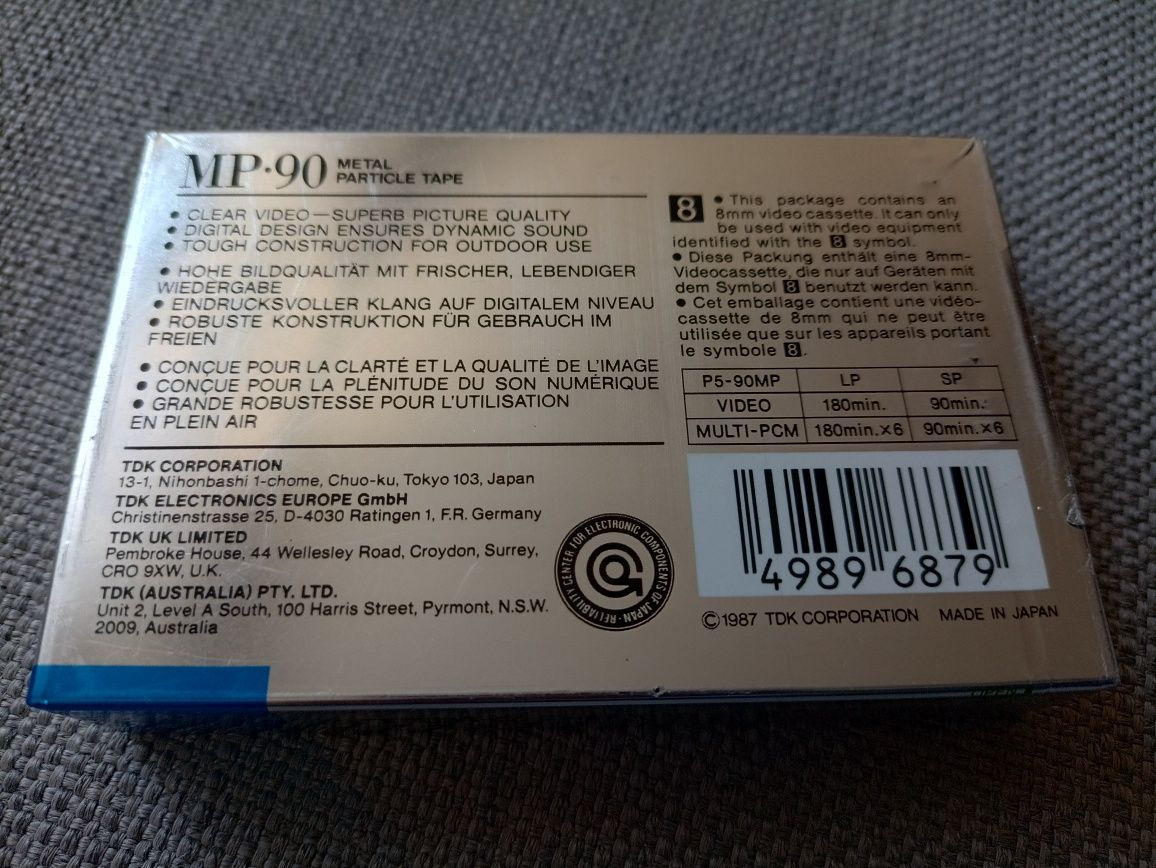 MP·90 METAL
PARTICLE TAPE
• CLEAR VIDEO—SUPERB PICTURE QUALITY
• DIGITAL DESIGN ENSURES DYNAMIC SOUND
• TOUGH CONSTRUCTION FOR OUTDOOR USE
• HOHE BILDQUALITÄT MIT FRISCHER, LEBENDIGER
WIEDERGABE
• EINDRUCKSVOLLER KLANG AUF DIGITALEM NIVEAU
• ROBUSTE KONSTRUKTION FÜR GEBRAUCH IM
FREIEN
• CONÇUE POUR LA CLARTÉ ET LA QUALITÉ DE L'IMAGE
• CONÇUE POUR LA PLÉNITUDE DU SON NUMÉRIQUE
• GRANDE ROBUSTESSE POUR L'UTILISATION
EN PLEIN AIR
TDK CORPORATION
13-1, Nihonbashi 1-chome, Chuo-ku, Tokyo 103, Japan
TDK ELECTRONICS EUROPE GmbH
Christinenstrasse 25, D-4030 Ratingen 1, F.R. Germany
TDK UK LIMITED
Pembroke House, 44 Wellesley Road, Croydon, Surrey,
CRO 9XW, U.K.
TDK (AUSTRALIA) PTY. LTD.
Unit 2, Level A South, 100 Harris Street, Pyrmont, N.S.W.
2009, Australia
RELIABILITY CENTER FOR ELECTRONIC COMPONENTS OF JAPAN
8 • This package contains an
8mm video cassette. It can only
be used with video equipment
identified with the 8 symbol.
• Diese Packung enthält eine 8mm-
Videocassette, die nur auf Geräten mit
dem Symbol 8 benutzt werden kann.
• Cet emballage contient une vidéo-
cassette de 8mm qui ne peut être
utilisée que sur les appareils portant
le symbole 8.
P5-90MP LP SP
VIDEO 180min. 90min.
MULTI-PCM 180min.×6 90min.×6
4989 6879
©1987 TDK CORPORATION MADE IN JAPAN